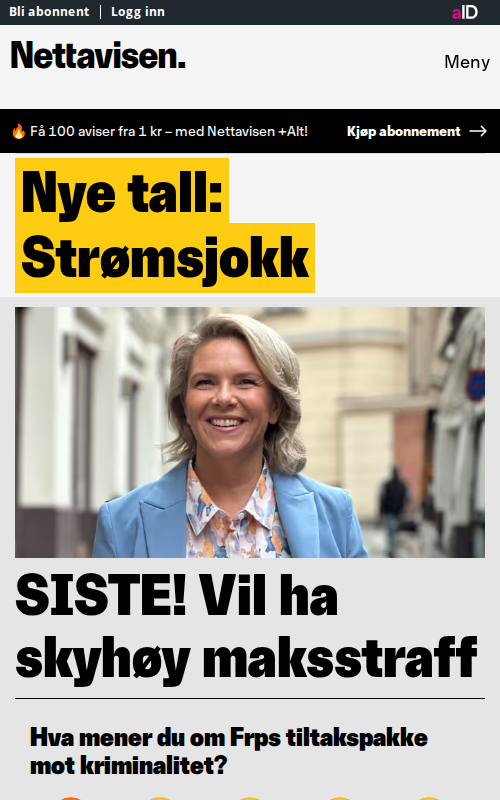 Bli abonnent | Logg inn
aID
Nettavisen.
Meny
🔥 Få 100 aviser fra 1 kr – med Nettavisen +Alt!
Kjøp abonnement →
Nye tall:
Strømsjokk
SISTE! Vil ha
skyhøy maksstraff
Hva mener du om Frps tiltakspakke
mot kriminalitet?